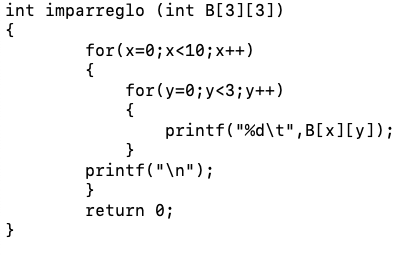 int imparreglo (int B[3][3])
{
        for(x=0;x<10;x++)
        {
            for(y=0;y<3;y++)
            {
                printf("%d\t",B[x][y]);
            }
        printf("\n");
        }
        return 0;
}